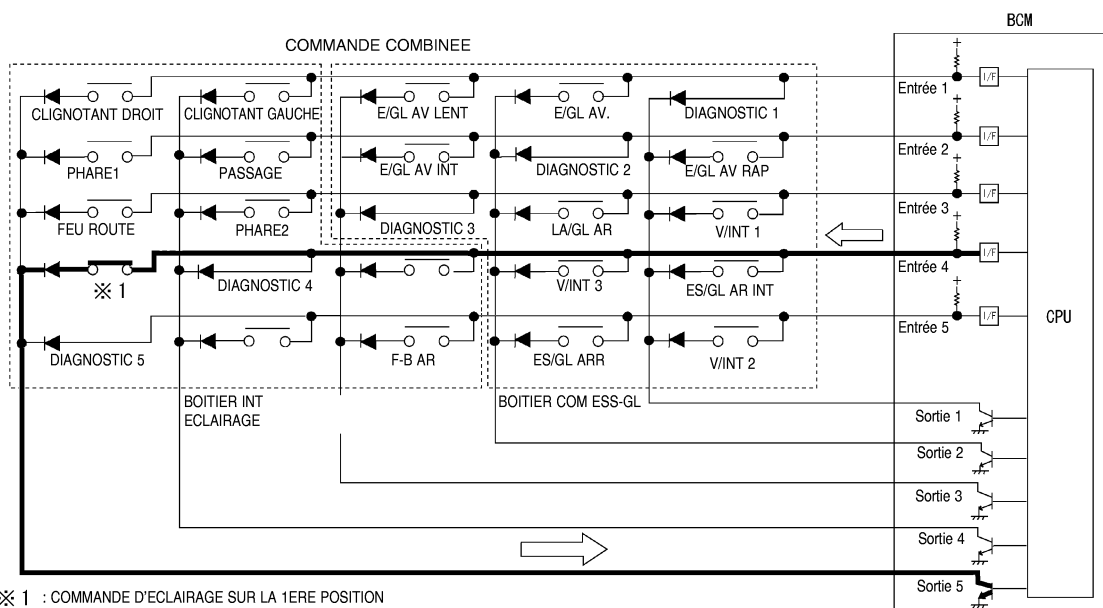 BCM
COMMANDE COMBINEE
CLIGNOTANT DROIT
CLIGNOTANT GAUCHE
E/GL AV LENT
E/GL AV.
DIAGNOSTIC 1
Entrée 1
I/F
PHARE1
PASSAGE
E/GL AV INT
DIAGNOSTIC 2
E/GL AV RAP
Entrée 2
I/F
FEU ROUTE
PHARE2
DIAGNOSTIC 3
LA/GL AR
V/INT 1
Entrée 3
I/F
※ 1
DIAGNOSTIC 4
V/INT 3
ES/GL AR INT
Entrée 4
I/F
DIAGNOSTIC 5
F-B AR
ES/GL ARR
V/INT 2
Entrée 5
I/F
CPU
BOITIER INT
ECLAIRAGE
BOITIER COM ESS-GL
Sortie 1
Sortie 2
Sortie 3
Sortie 4
Sortie 5
※ 1 : COMMANDE D'ECLAIRAGE SUR LA 1ERE POSITION